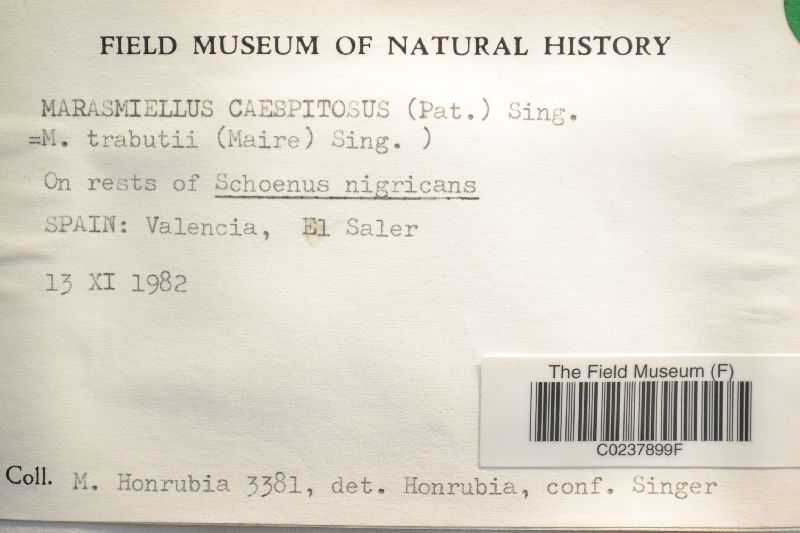 FIELD MUSEUM OF NATURAL HISTORY
MARASMIELLUS CAESPITOSUS (Pat.) Sing.
=M. trabutii (Maire) Sing. )
On rests of Schoenus nigricans
SPAIN: Valencia, El Saler
13 XI 1982
The Field Museum (F)
C0237899F
Coll. M. Honrubia 3381, det. Honrubia, conf. Singer